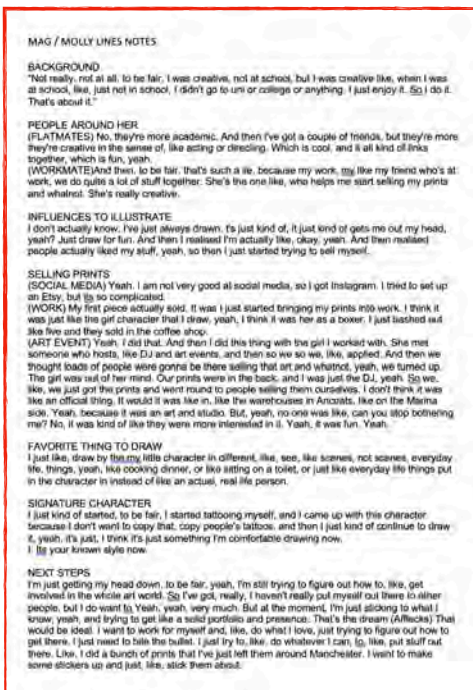 MAG / MOLLY LINES NOTES
BACKGROUND
"Not really, not at all, to be fair, I was creative, not at school, but I was creative like, when I was
at school, like, just not in school, I didn't go to uni or college or anything. I just enjoy it. So I do it.
That's about it."
PEOPLE AROUND HER
(FLATMATES) No, they're more academic. And then I've got a couple of friends, but they're more
they're creative in the sense of, like acting or directing. Which is cool, and it all kind of links
together, which is fun, yeah.
(WORKMATE)And then, to be fair, that's such a lie, because my work, my like my friend who's at
work, we do quite a lot of stuff together. She's the one like, who helps me start selling my prints
and whatnot. She's really creative.
INFLUENCES TO ILLUSTRATE
I don't actually know. I've just always drawn. t's just kind of, it just kind of gets me out my head,
yeah? Just draw for fun. And then I realised I'm actually like, okay, yeah. And then realised
people actually liked my stuff, yeah, so then I just started trying to sell myself.
SELLING PRINTS
(SOCIAL MEDIA) Yeah. I am not very good at social media, so I got Instagram. I tried to set up
an Etsy, but its so complicated.
(WORK) My first piece actually sold. It was I just started bringing my prints into work. I think it
was just like the girl character that I draw, yeah, I think it was her as a boxer. I just bashed out
like five and they sold in the coffee shop.
(ART EVENT) Yeah, I did that. And then I did this thing with the girl I worked with. She met
someone who hosts, like DJ and art events, and then so we so we, like, applied. And then we
thought loads of people were gonna be there selling that art and whatnot, yeah, we turned up.
The girl was out of her mind. Our prints were in the back, and I was just the DJ, yeah. So we,
like, we just got the prints and went round to people selling them ourselves. I don't think it was
like an official thing. It would it was like in, like the warehouses in Ancoats, like on the Marina
side. Yeah, because it was an art and studio. But, yeah, no one was like, can you stop bothering
me? No, it was kind of like they were more interested in it. Yeah, it was fun. Yeah.
FAVORITE THING TO DRAW
I just like, draw by the my little character in different, like, see, like scenes, not scenes, everyday
life, things, yeah, like cooking dinner, or like sitting on a toilet, or just like everyday life things put
in the character in instead of like an actual, real life person.
SIGNATURE CHARACTER
I just kind of started, to be fair, I started tattooing myself, and I came up with this character
because I don't want to copy that, copy people's tattoos, and then I just kind of continue to draw
it, yeah, it's just, I think it's just something I'm comfortable drawing now.
I: Its your known style now.
NEXT STEPS
I'm just getting my head down, to be fair, yeah, I'm still trying to figure out how to, like, get
involved in the whole art world. So I've got, really, I haven't really put myself out there to other
people, but I do want to Yeah, yeah, very much. But at the moment, I'm just sticking to what I
know, yeah, and trying to get like a solid portfolio and presence. That's the dream (Afflecks) That
would be ideal. I want to work for myself and, like, do what I love, just trying to figure out how to
get there. I just need to bite the bullet. I just try to, like, do whatever I can, to, like, put stuff out
there. Like, I did a bunch of prints that I've just left them around Manchester. I want to make
some stickers up and just, like, stick them about.